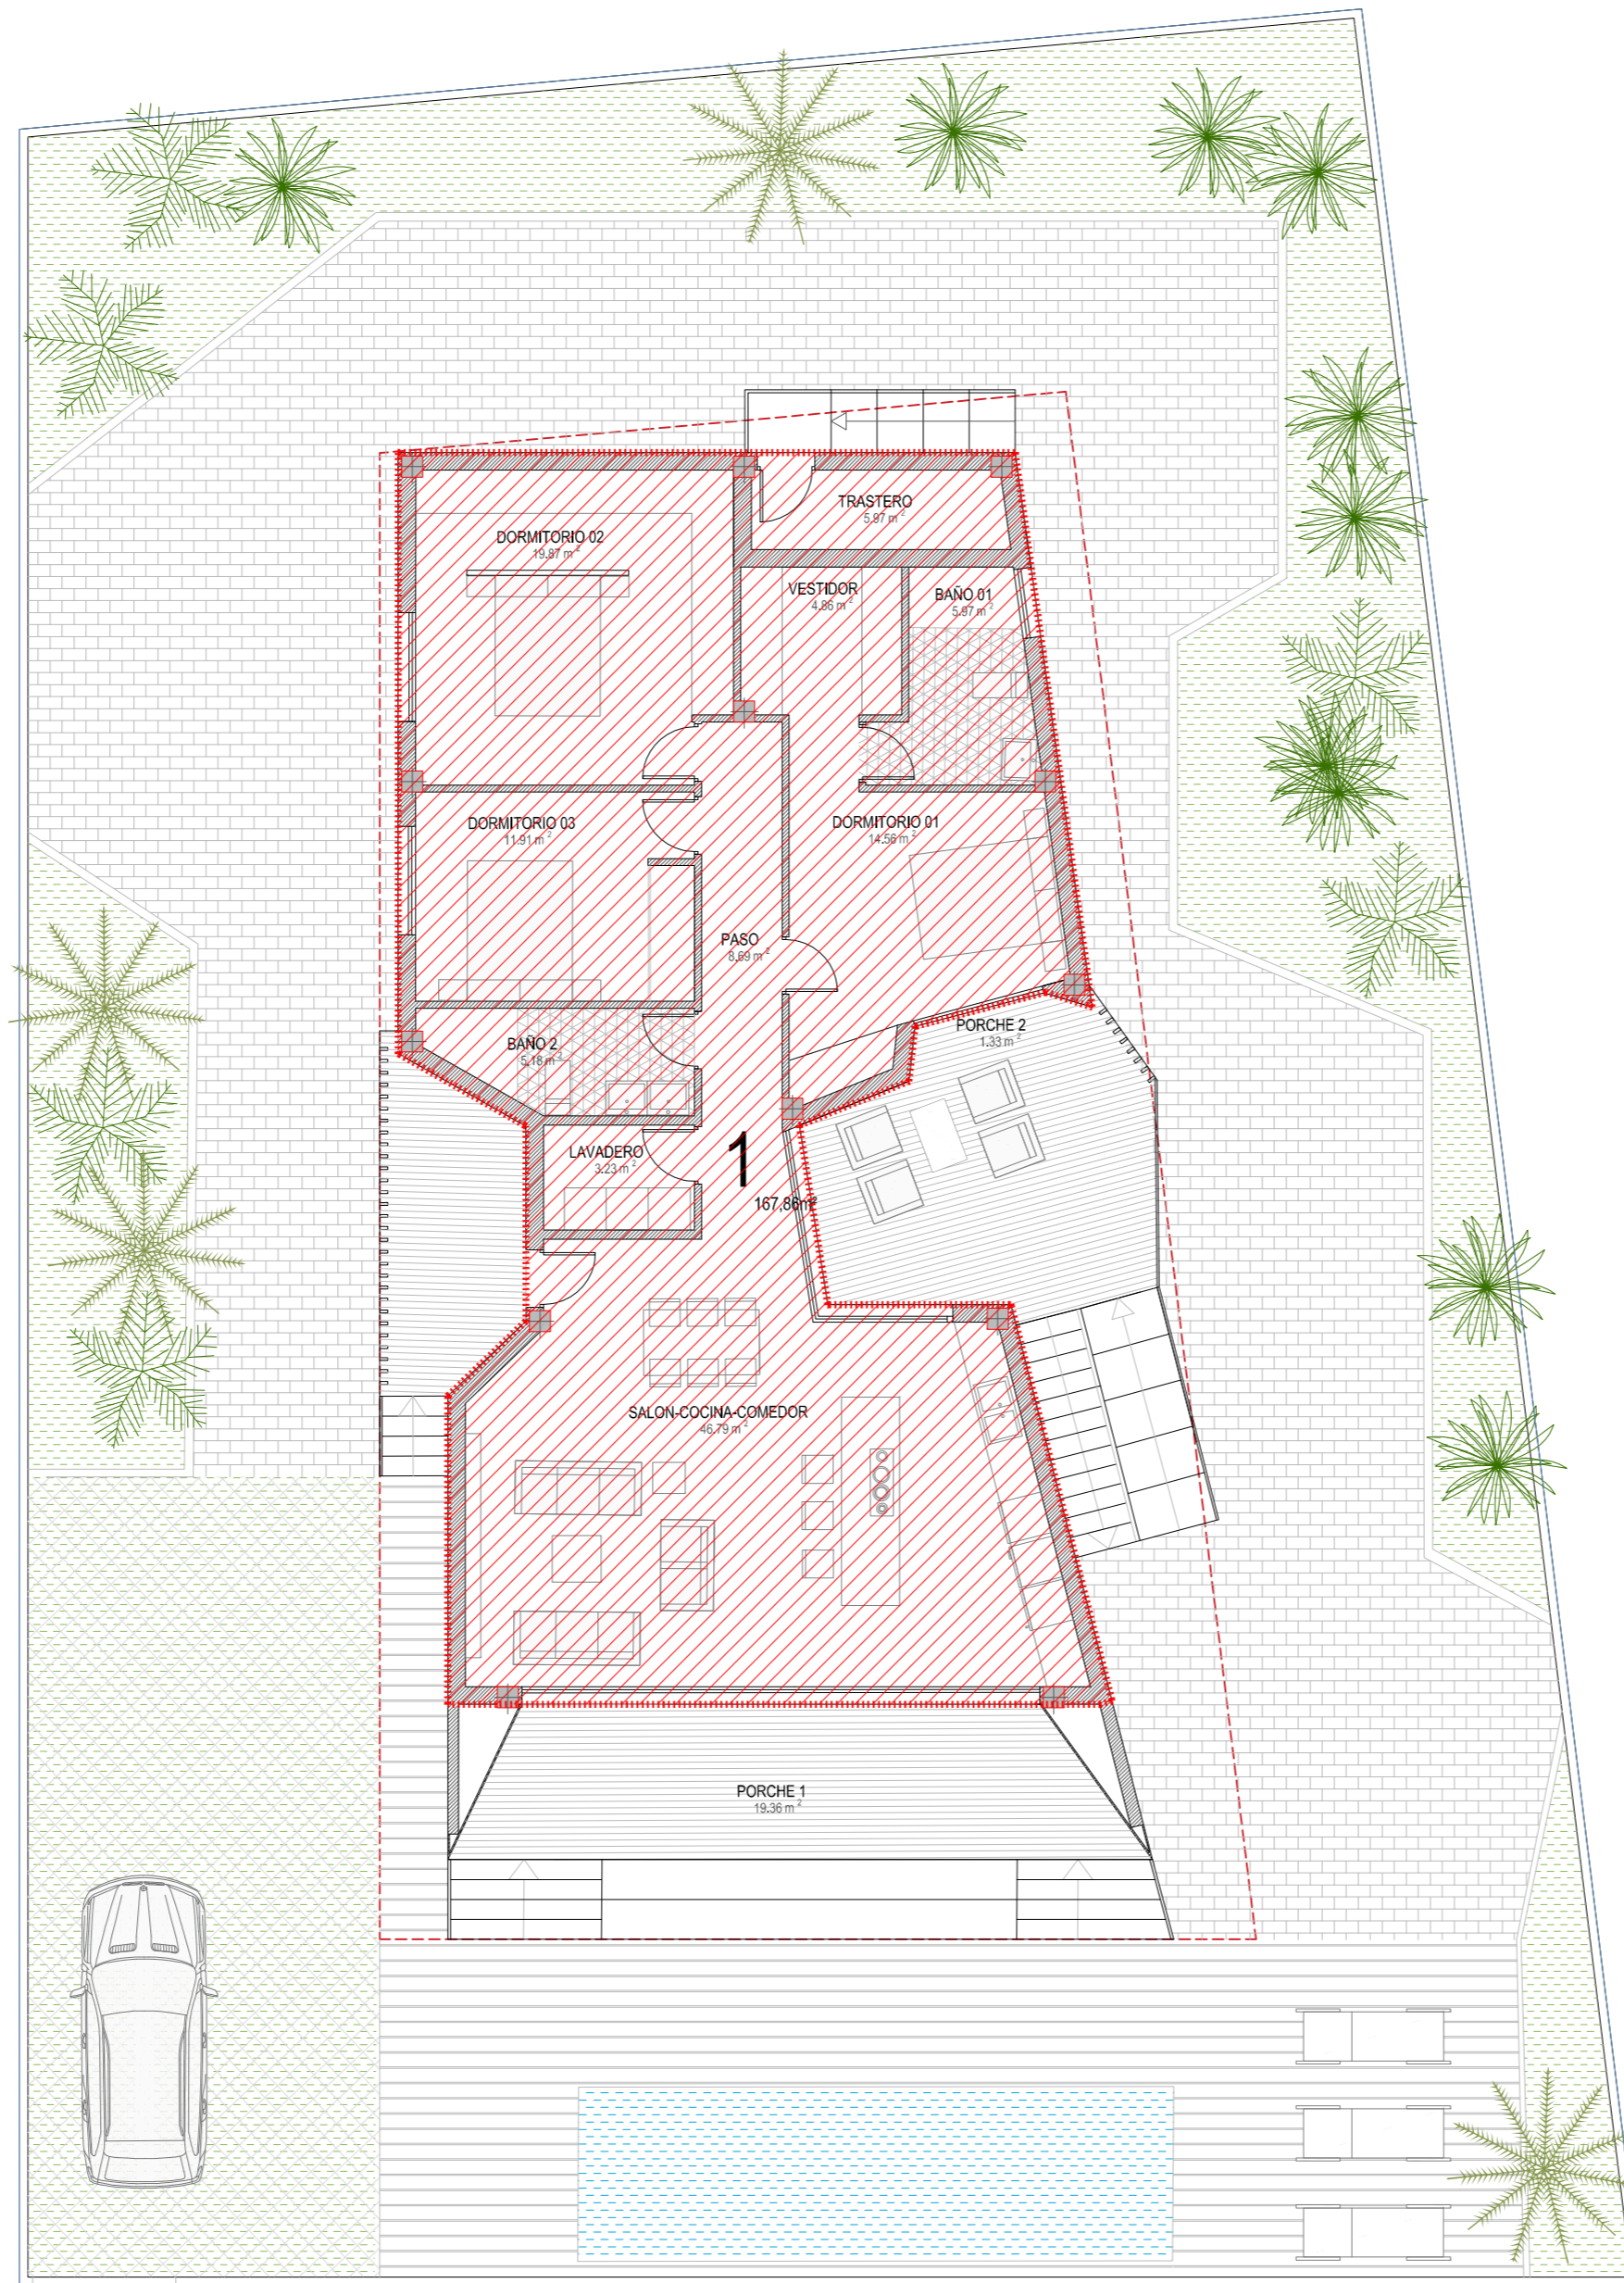 TRASTERO
5.97 m²
DORMITORIO 02
19.87 m²
VESTIDOR
4.86 m²
BAÑO 01
5.97 m²
DORMITORIO 03
11.91 m²
DORMITORIO 01
14.56 m²
PASO
8.69 m²
PORCHE 2
1.33 m²
BAÑO 2
5.18 m²
LAVADERO
3.23 m²
1
167,86m²
SALON-COCINA-COMEDOR
46.79 m²
PORCHE 1
19.36 m²